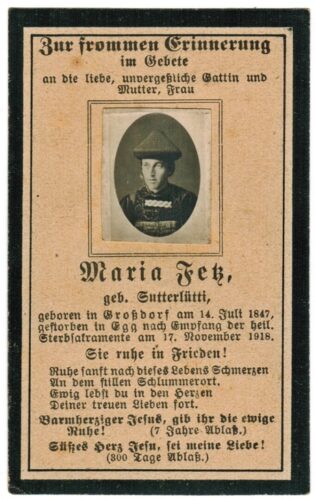 Zur frommen Erinnerung
im Gebete
an die liebe, unvergeßliche Gattin und
Mutter, Frau
Maria Fetz,
geb. Sutterlütti,
geboren in Großdorf am 14. Juli 1847,
gestorben in Egg nach Empfang der heil.
Sterbsakramente am 17. November 1918.
Sie ruhe in Frieden!
Ruhe sanft nach dieses Lebens Schmerzen
An dem stillen Schlummerort.
Ewig lebst du in den Herzen
Deiner treuen Lieben fort.
Barmherziger Jesus, gib ihr die ewige
Ruhe! (7 Jahre Ablaß.)
Süßes Herz Jesu, sei meine Liebe!
(300 Tage Ablaß.)